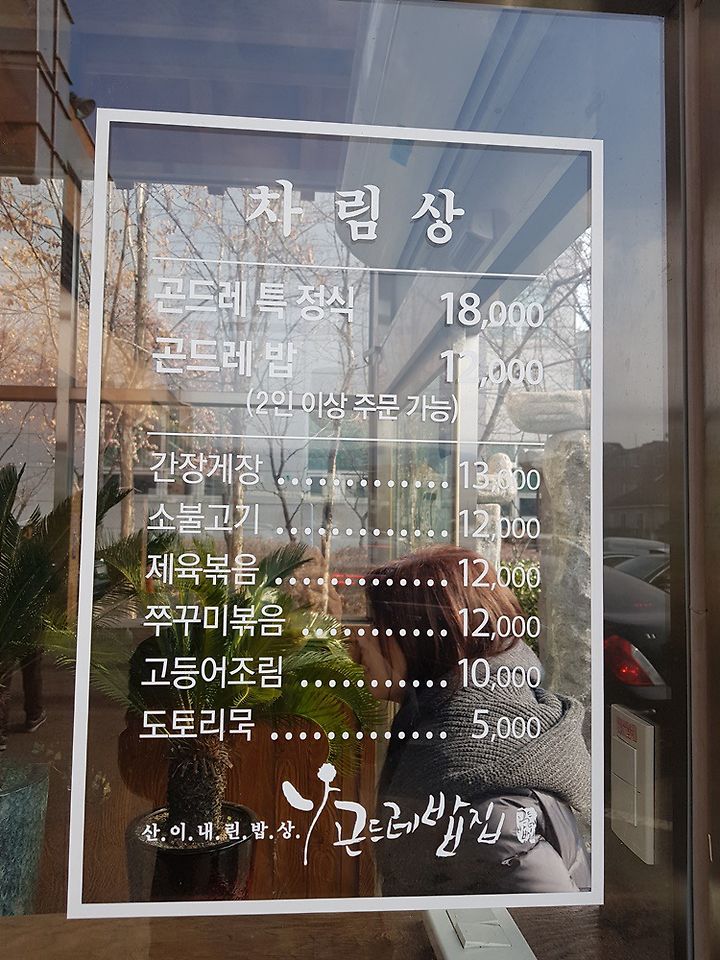 차림상
곤드레 특 정식 18,000
곤드레 밥 12,000
(2인 이상 주문 가능)
간장게장 ............. 13,000
소불고기 ............. 12,000
제육볶음 ............. 12,000
쭈꾸미볶음 ........... 12,000
고등어조림 ........... 10,000
도토리묵 ............. 5,000
산.이.내.린.밥.상.
곤드레밥집